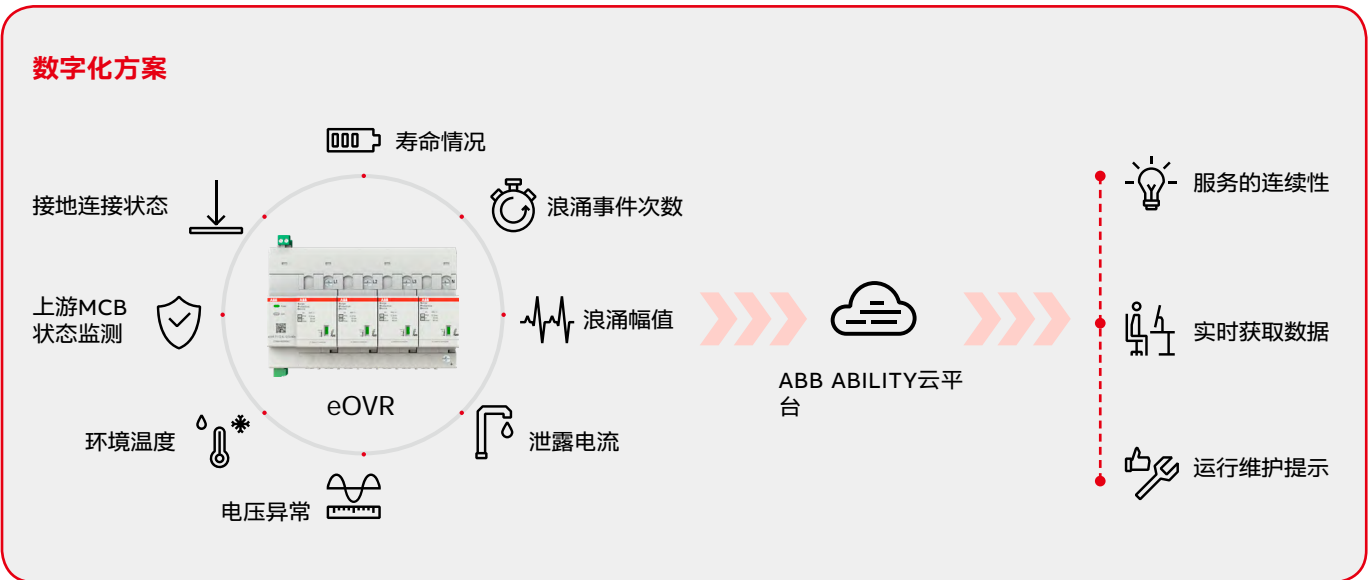 数字化方案
寿命情况
接地连接状态
浪涌事件次数
上游MCB
状态监测
浪涌幅值
eOVR
环境温度
泄露电流
电压异常
ABB ABILITY云平
台
服务的连续性
实时获取数据
运行维护提示